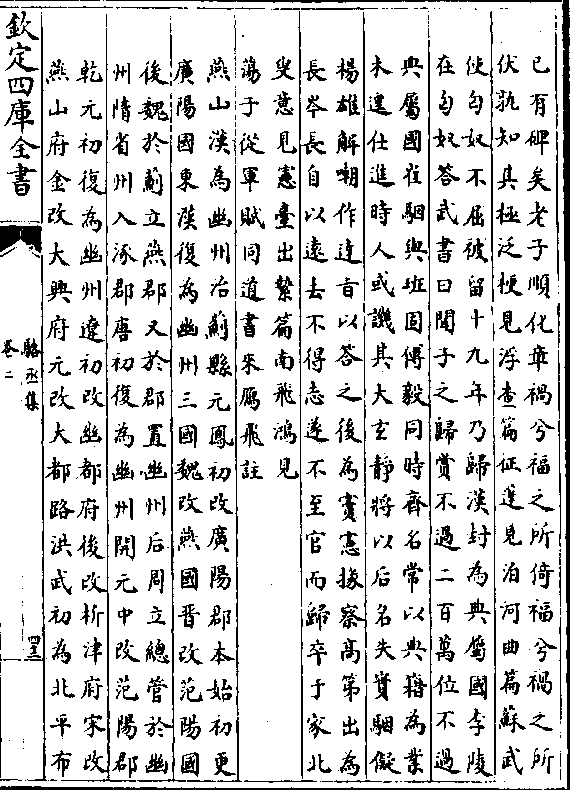 已有碑矣老子順化章禍兮福之所倚福兮禍之所
伏孰知其極泛梗見浮查篇征蓬見泊河曲篇蘇武
使匈奴不屈被留十九年乃歸漢封為典屬國李陵
在匈奴答武書曰聞子之歸賞不過二百萬位不過
典屬國崔駰與班固傅毅同時齊名常以典籍為業
未遑仕進時人或譏其大玄靜將以后名失實駰儗
楊雄解嘲作達旨以答之後為竇憲掾察高第出為
長岑長自以遠去不得志遂不至官而歸卒于家北
叟意見憲臺出縶篇南飛鴻見
蕩子從軍賦同道書來鴈飛註
燕山漢為幽州治薊縣元鳳初改廣陽郡本始初更
廣陽國東漢復為幽州三國魏改燕國晉改范陽國
後魏於薊立燕郡又於郡置幽州后周立總管於幽
州隋省州入涿郡唐初復為幽州開元中改范陽郡
乾元初復為幽州遼初改幽都府後改析津府宋改
燕山府金改大興府元改大都路洪武初為北平布
欽定四庫全書
駱丞集
卷二